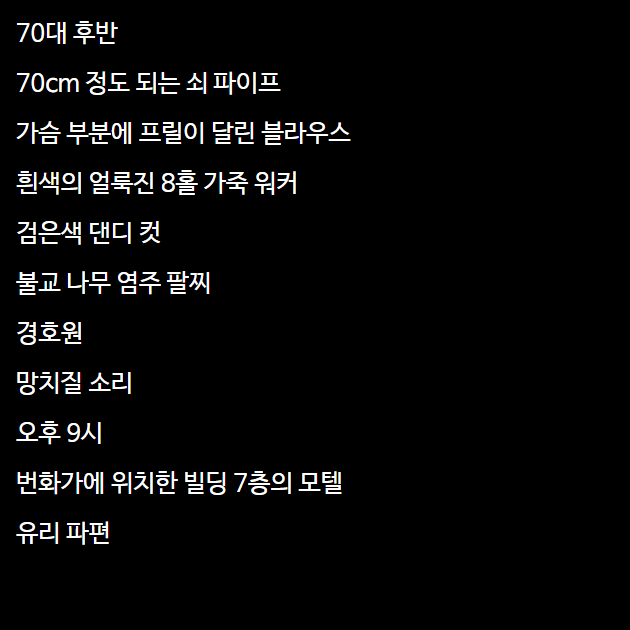 70대 후반
70cm 정도 되는 쇠 파이프
가슴 부분에 프릴이 달린 블라우스
흰색의 얼룩진 8홀 가죽 워커
검은색 댄디 컷
불교 나무 염주 팔찌
경호원
망치질 소리
오후 9시
번화가에 위치한 빌딩 7층의 모텔
유리 파편